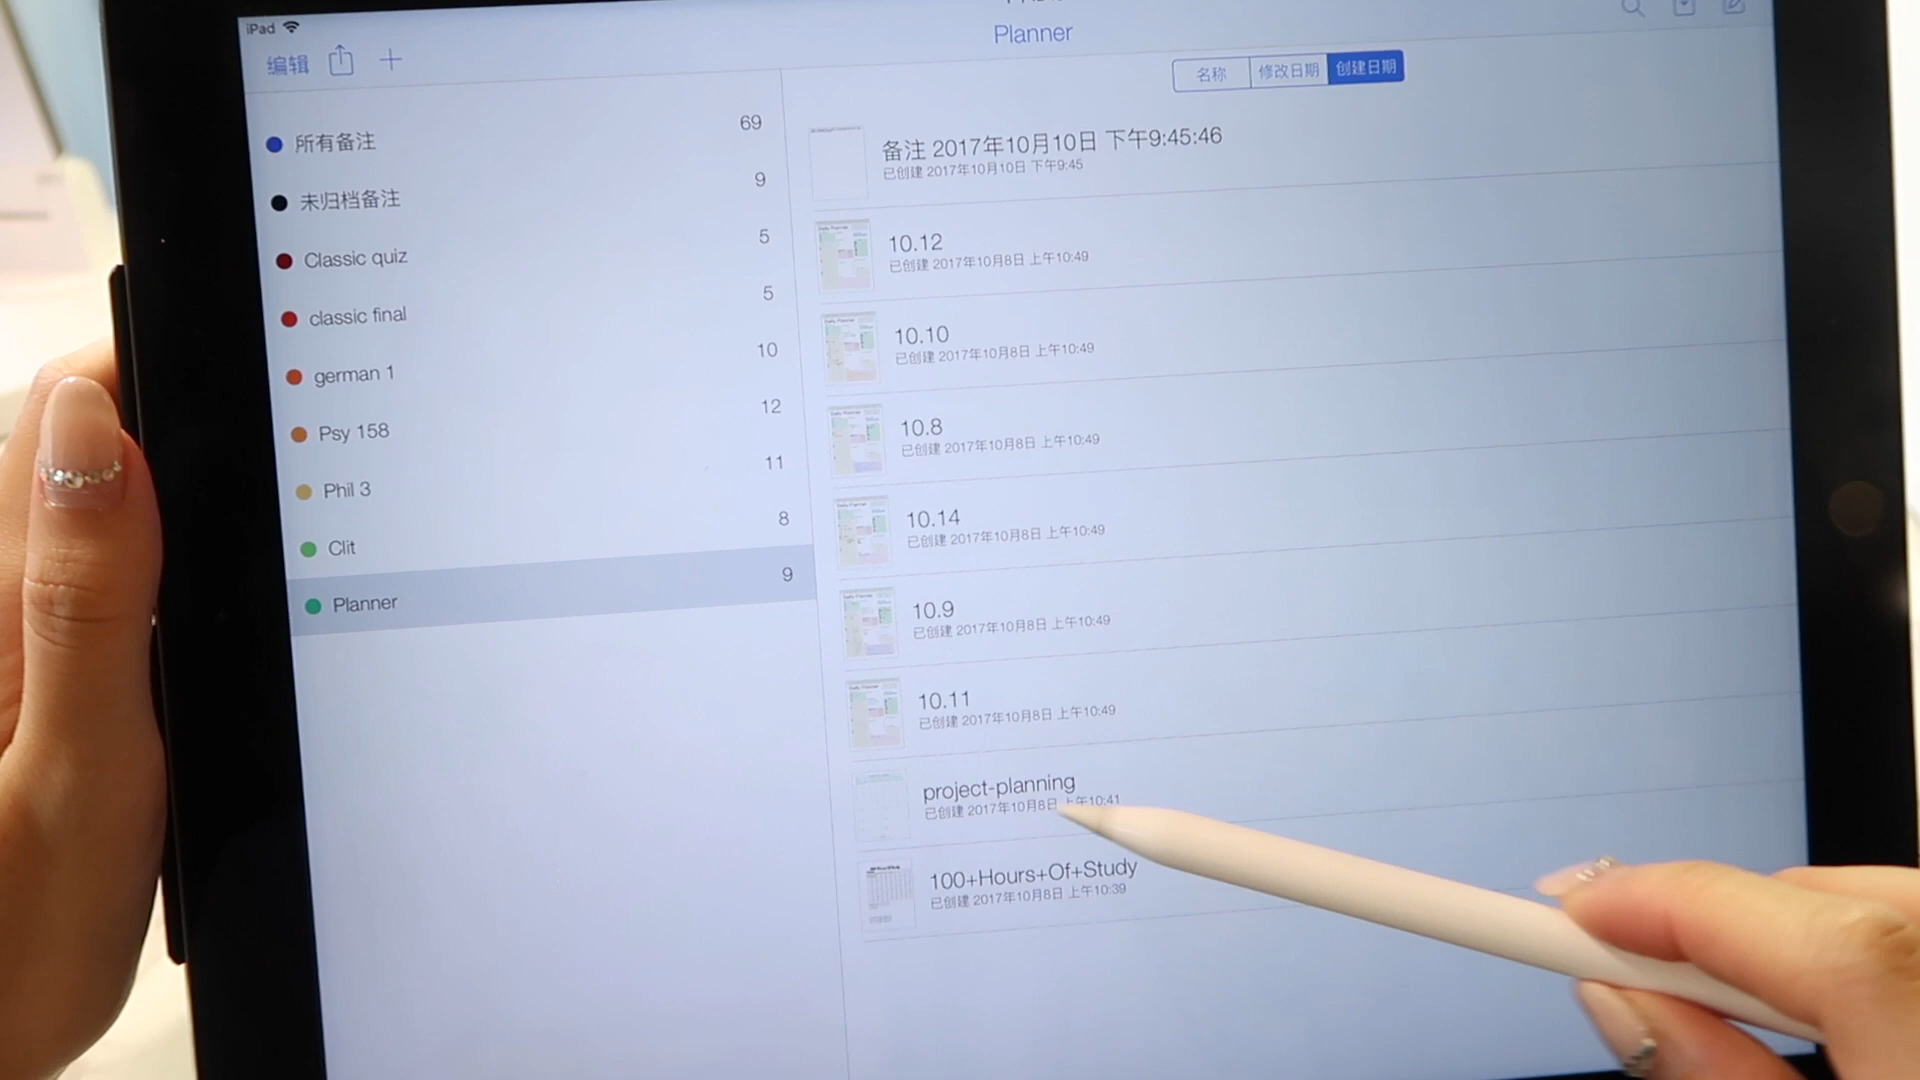 iPad
Planner
编辑
名称 修改日期 创建日期
所有备注 69
未归档备注 9
Classic quiz 5
classic final 5
german 1 10
Psy 158 12
Phil 3 11
Clit 8
Planner 9
备注 2017年10月10日 下午9:45:46
已创建 2017年10月10日 下午9:45
10.12
已创建 2017年10月8日 上午10:49
10.10
已创建 2017年10月8日 上午10:49
10.8
已创建 2017年10月8日 上午10:49
10.14
已创建 2017年10月8日 上午10:49
10.9
已创建 2017年10月8日 上午10:49
10.11
已创建 2017年10月8日 上午10:49
project-planning
已创建 2017年10月8日 上午10:41
100+Hours+Of+Study
已创建 2017年10月8日 上午10:39